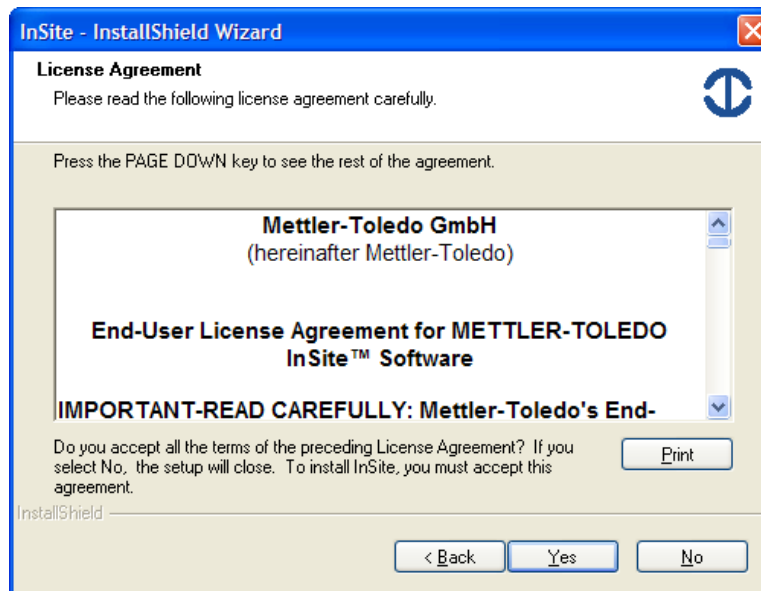 InSite - InstallShield Wizard
License Agreement
Please read the following license agreement carefully.
Press the PAGE DOWN key to see the rest of the agreement.
Mettler-Toledo GmbH
(hereinafter Mettler-Toledo)
End-User License Agreement for METTLER-TOLEDO
InSite™ Software
IMPORTANT-READ CAREFULLY: Mettler-Toledo's End-
Do you accept all the terms of the preceding License Agreement? If you
select No, the setup will close. To install InSite, you must accept this
agreement.
Print
InstallShield
< Back
Yes
No